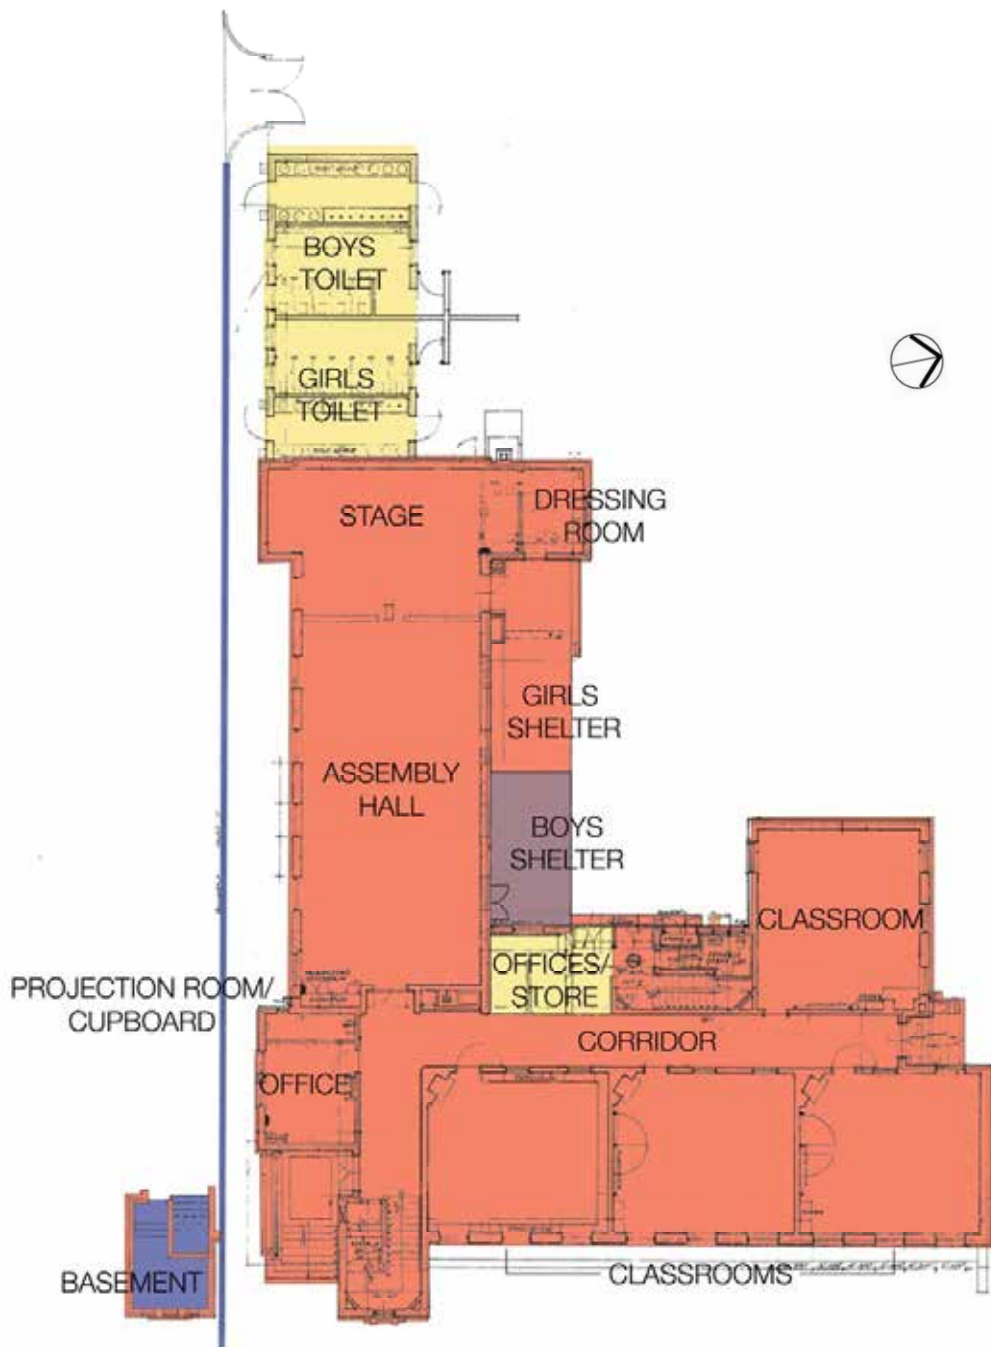 BOYS
TOILET
GIRLS
TOILET
STAGE
DRESSING
ROOM
GIRLS
SHELTER
ASSEMBLY
HALL
BOYS
SHELTER
CLASSROOM
OFFICES/
STORE
PROJECTION ROOM/
CUPBOARD
CORRIDOR
OFFICE
BASEMENT
CLASSROOMS